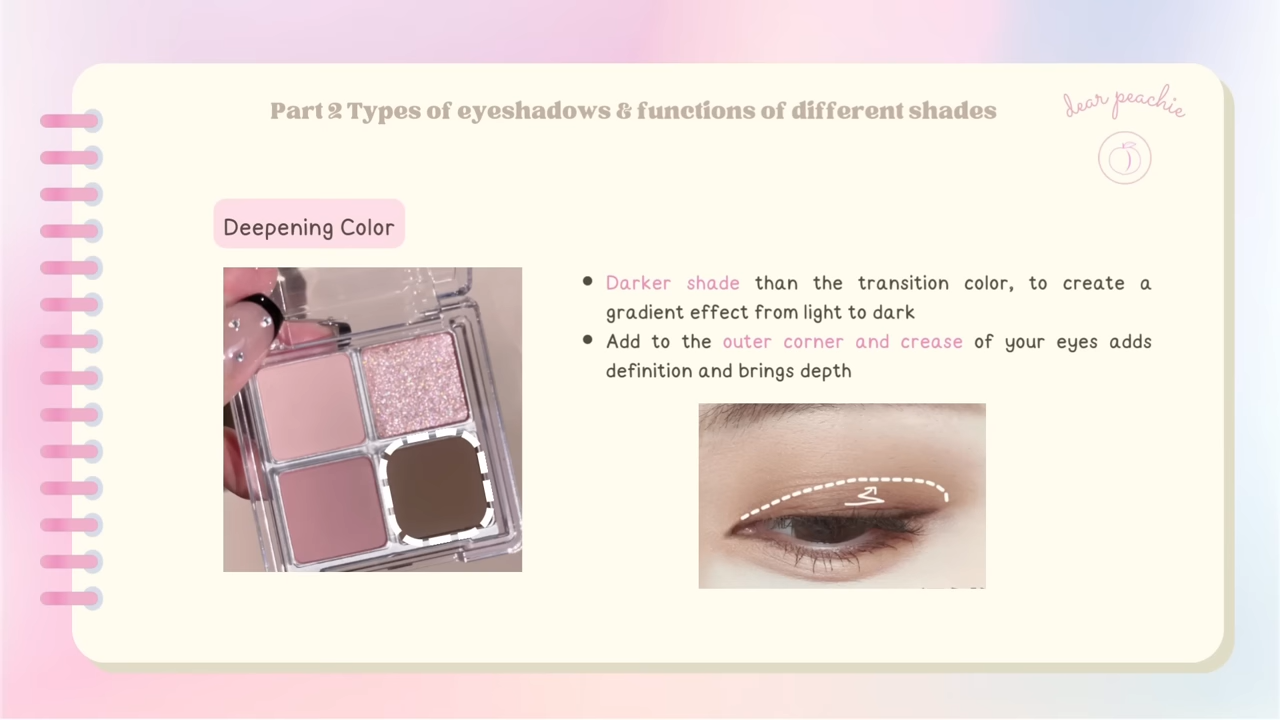 Part 2 Types of eyeshadows & functions of different shades
dear peachie
Deepening Color
Darker shade than the transition color, to create a
gradient effect from light to dark
Add to the outer corner and crease of your eyes adds
definition and brings depth